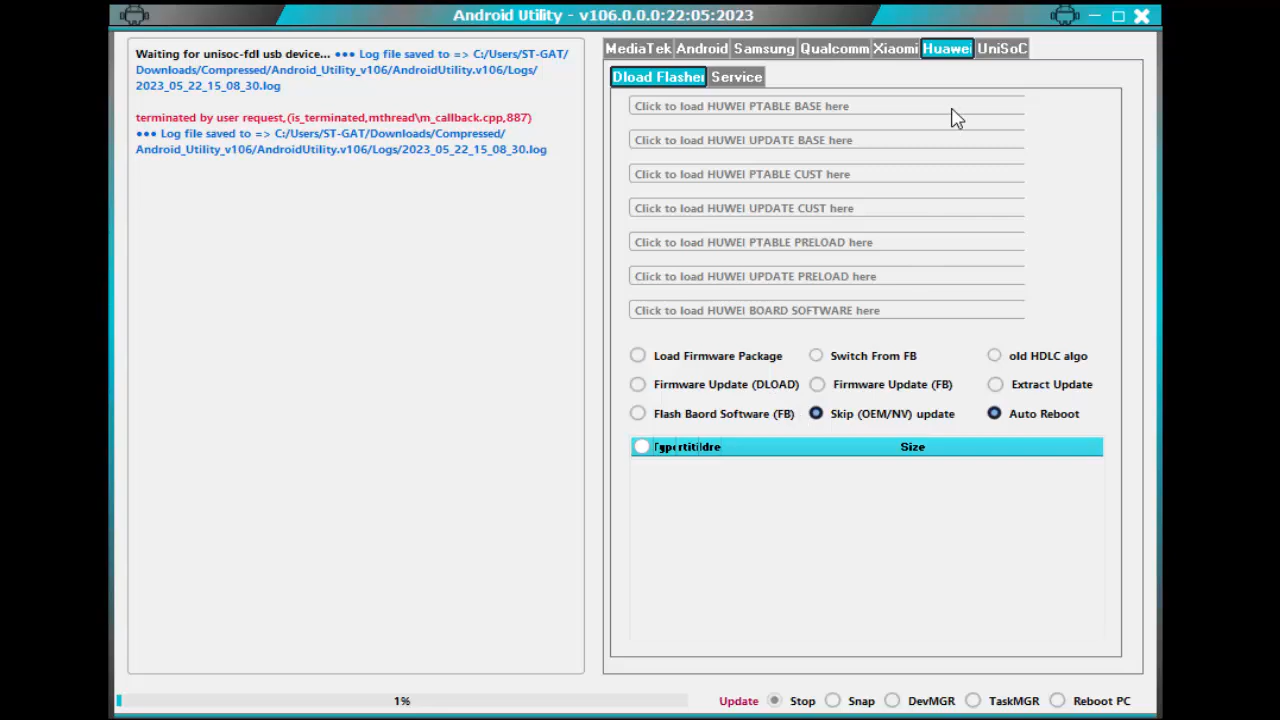 Android Utility - v106.0.0.0:22:05:2023
Waiting for unisoc-fdl usb device... ●●● Log file saved to => C:/Users/ST-GAT/
Downloads/Compressed/Android_Utility_v106/AndroidUtility.v106/Logs/
2023_05_22_15_08_30.log
terminated by user request,(is_terminated,mthread\m_callback.cpp,887)
●●● Log file saved to => C:/Users/ST-GAT/Downloads/Compressed/
Android_Utility_v106/AndroidUtility.v106/Logs/2023_05_22_15_08_30.log
MediaTek Android Samsung Qualcomm Xiaomi Huawei UniSoC
Dload Flasher Service
Click to load HUWEI PTABLE BASE here
Click to load HUWEI UPDATE BASE here
Click to load HUWEI PTABLE CUST here
Click to load HUWEI UPDATE CUST here
Click to load HUWEI PTABLE PRELOAD here
Click to load HUWEI UPDATE PRELOAD here
Click to load HUWEI BOARD SOFTWARE here
Load Firmware Package Switch From FB old HDLC algo
Firmware Update (DLOAD) Firmware Update (FB) Extract Update
Flash Baord Software (FB) Skip (OEM/NV) update Auto Reboot
Size
1% Update Stop Snap DevMGR TaskMGR Reboot PC